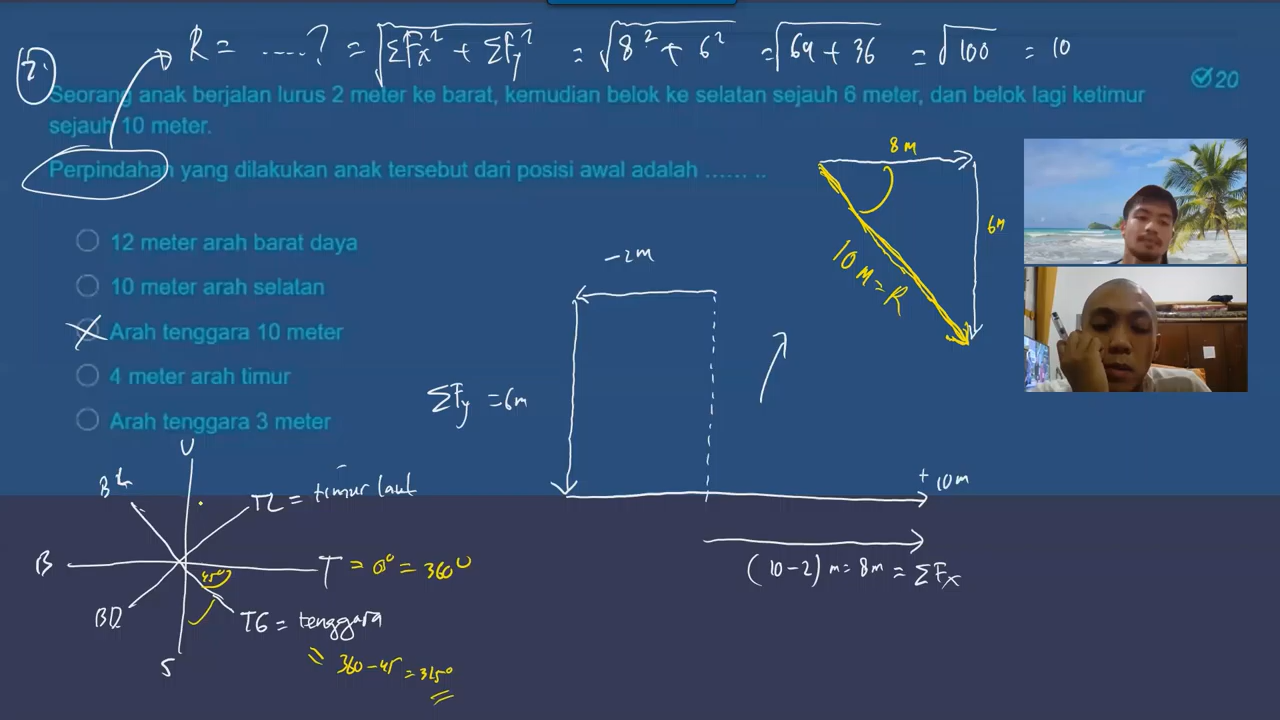 2.
R = ......? = √ΣFx² + ΣFy² = √8² + 6² = √64 + 36 = √100 = 10
20
Seorang anak berjalan lurus 2 meter ke barat, kemudian belok ke selatan sejauh 6 meter, dan belok lagi ketimur
sejauh 10 meter.
Perpindahan yang dilakukan anak tersebut dari posisi awal adalah ...... ..
12 meter arah barat daya
10 meter arah selatan
Arah tenggara 10 meter
4 meter arah timur
Arah tenggara 3 meter
8 m
6m
10 m = R
-2m
ΣFy = 6m
+ 10m
(10-2) m = 8m = ΣFx
U
BL
TL = timur laut
B
T = 0° = 360°
45°
BD
TG = tenggara
S
= 360 - 45 = 315°